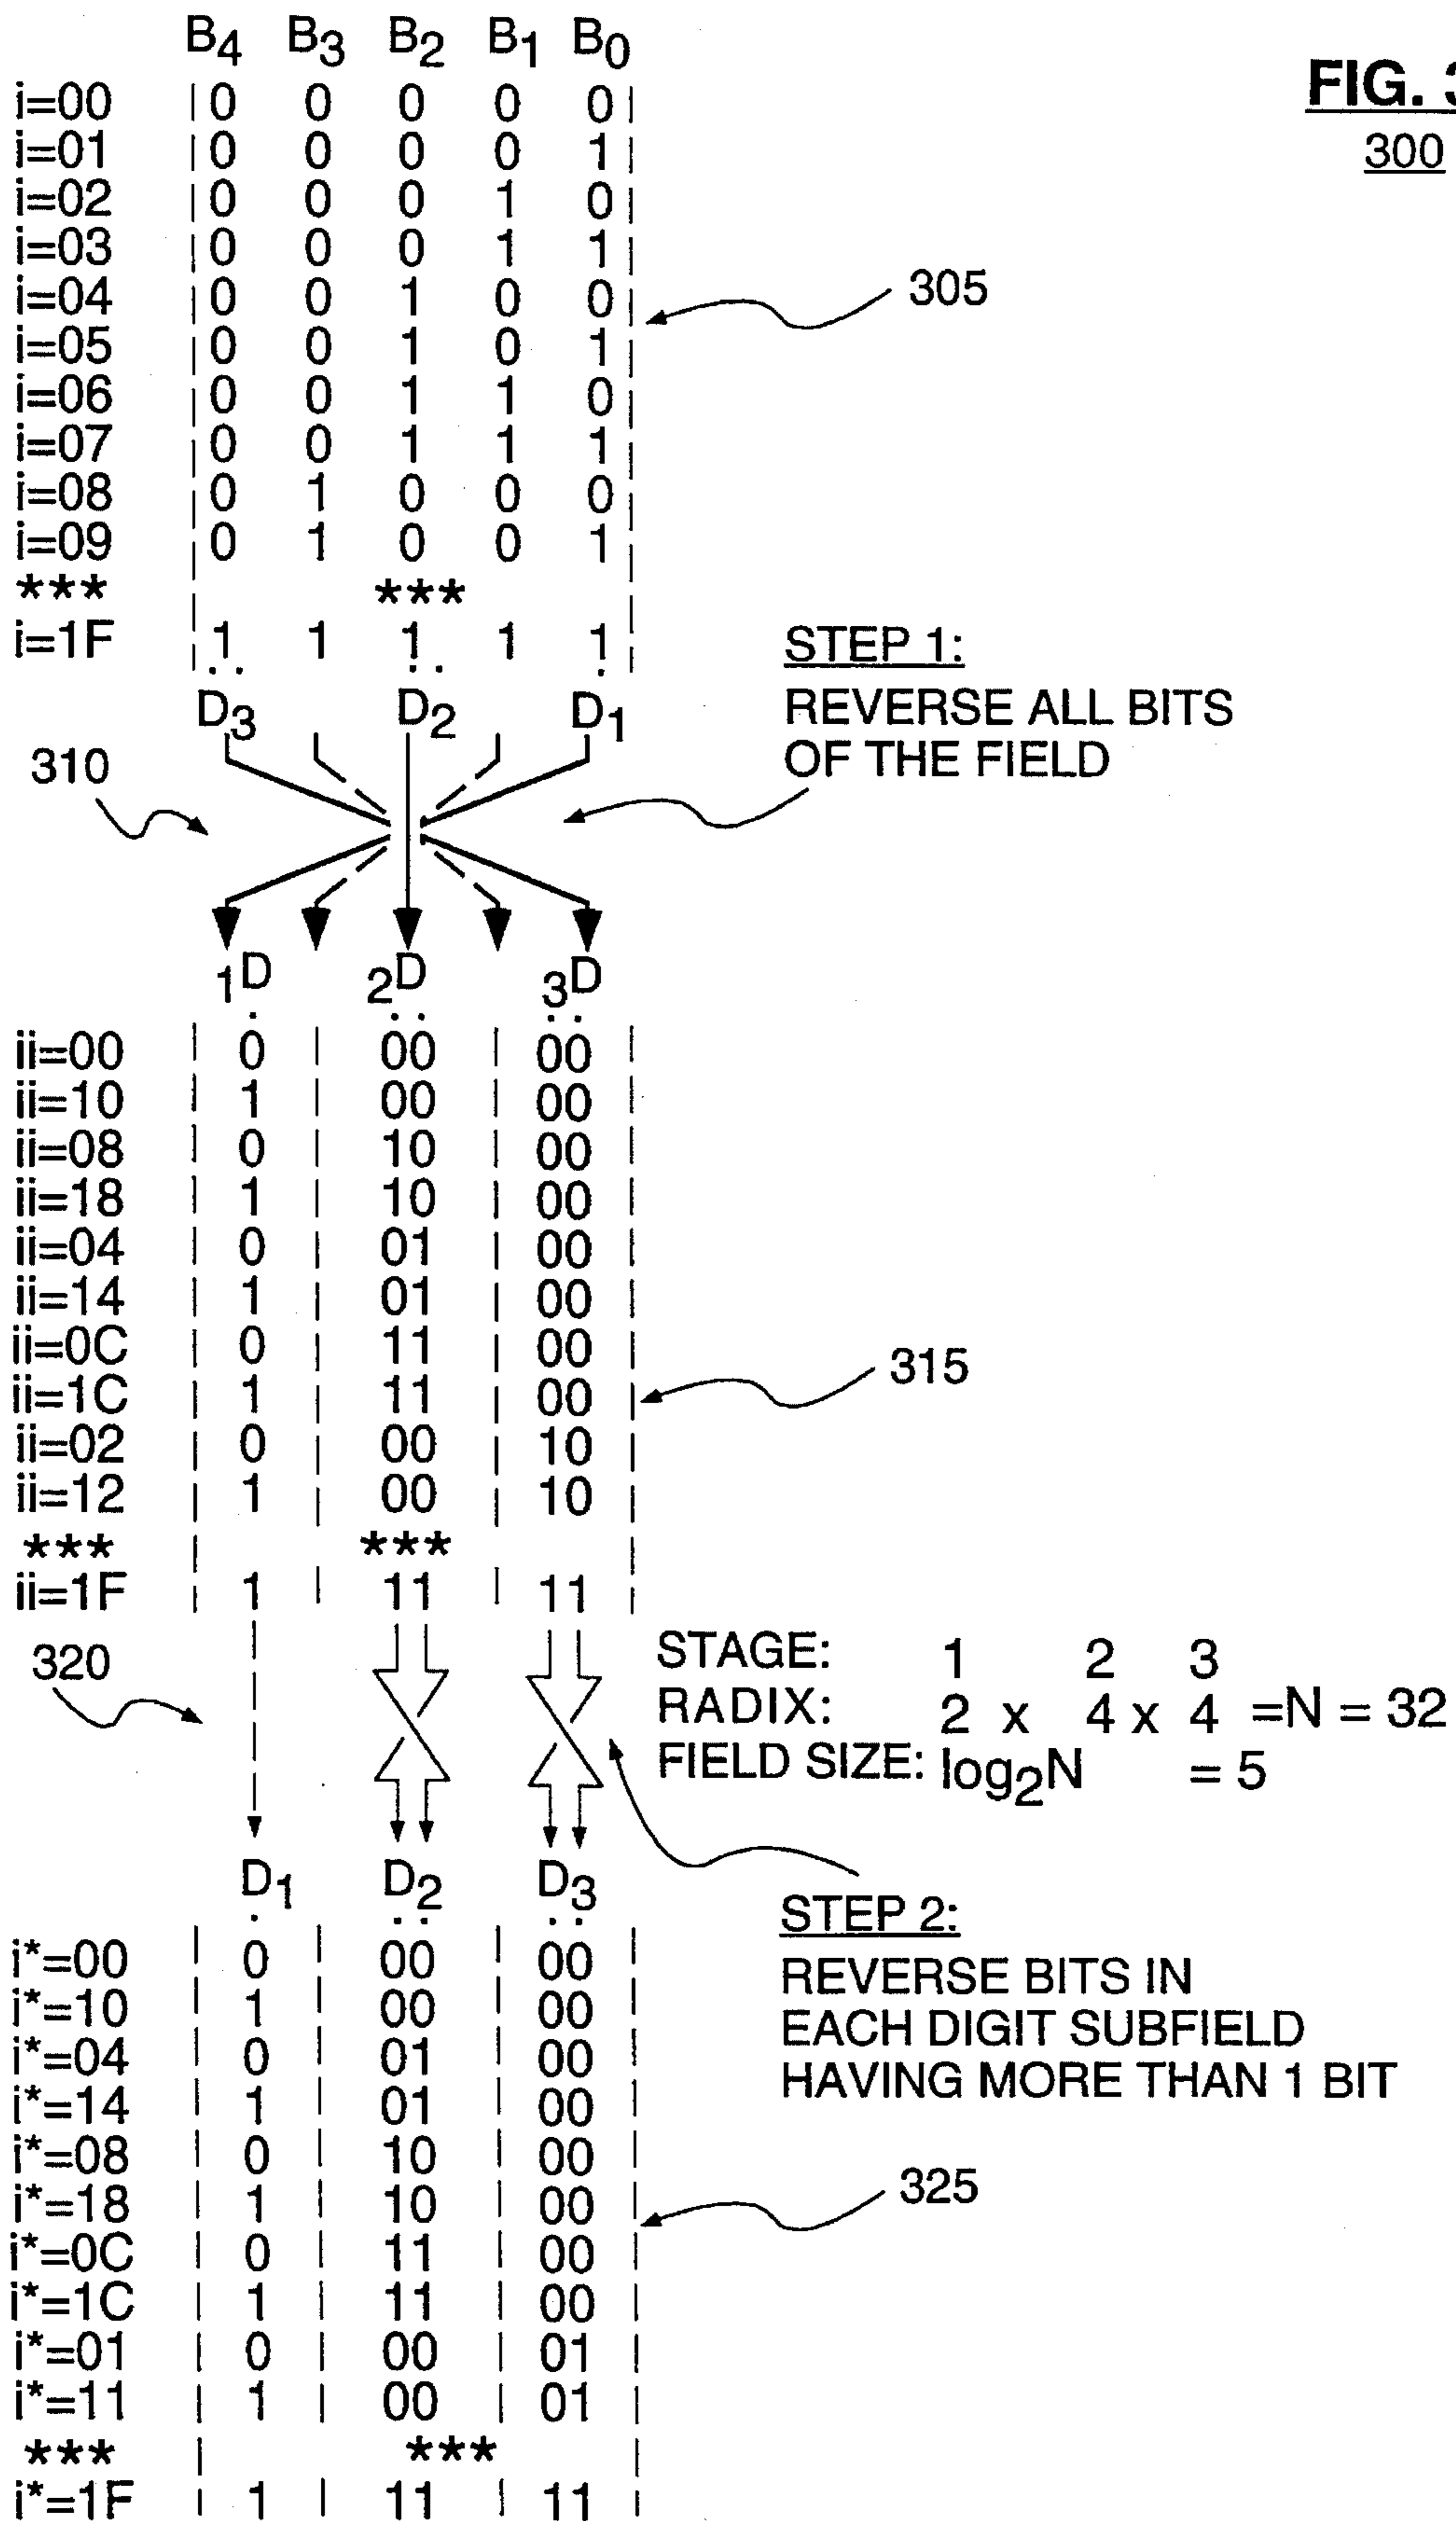 B4 B3 B2 B1 B0
FIG. 3
300
i=00 0 0 0 0 0
i=01 0 0 0 0 1
i=02 0 0 0 1 0
i=03 0 0 0 1 1
i=04 0 0 1 0 0
305
i=05 0 0 1 0 1
i=06 0 0 1 1 0
i=07 0 0 1 1 1
i=08 0 1 0 0 0
i=09 0 1 0 0 1
*** ***
i=1F 1 1 1 1 1
STEP 1:
REVERSE ALL BITS
OF THE FIELD
D3 D2 D1
310
1D 2D 3D
ii=00 0 00 00
ii=10 1 00 00
ii=08 0 10 00
ii=18 1 10 00
ii=04 0 01 00
ii=14 1 01 00
ii=0C 0 11 00
315
ii=1C 1 11 00
ii=02 0 00 10
ii=12 1 00 10
*** ***
ii=1F 1 11 11
320
STAGE: 1 2 3
RADIX: 2 x 4 x 4 =N = 32
FIELD SIZE: log2N = 5
D1 D2 D3
STEP 2:
REVERSE BITS IN
EACH DIGIT SUBFIELD
HAVING MORE THAN 1 BIT
i*=00 0 00 00
i*=10 1 00 00
i*=04 0 01 00
i*=14 1 01 00
i*=08 0 10 00
i*=18 1 10 00
325
i*=0C 0 11 00
i*=1C 1 11 00
i*=01 0 00 01
i*=11 1 00 01
*** ***
i*=1F 1 11 11